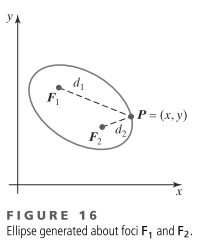 y
d₁
F₁
P = (x, y)
F₂
d₂
x
FIGURE 16
Ellipse generated about foci F₁ and F₂.